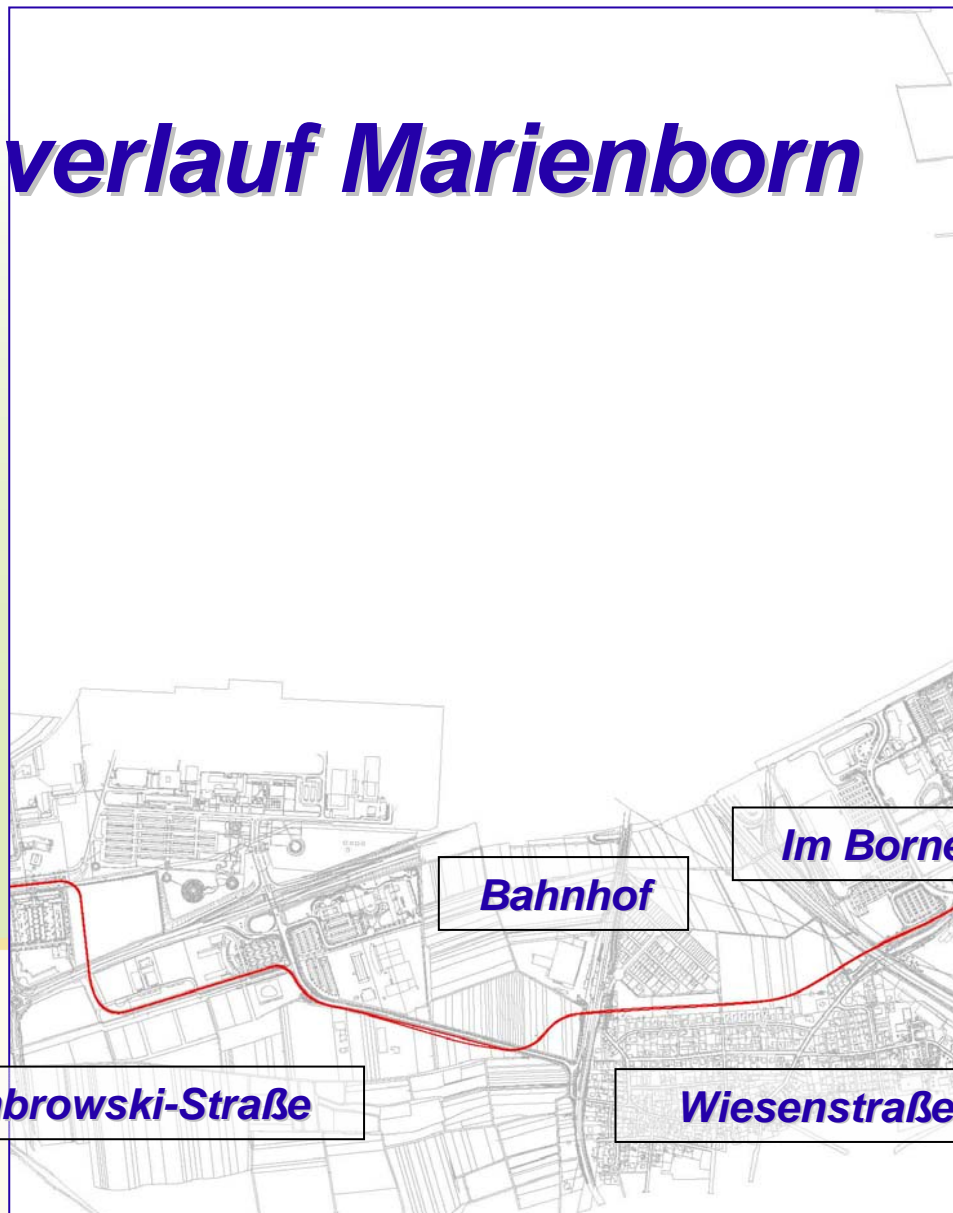 verlauf Marienborn
Im Borne
Bahnhof
browski-Straße
Wiesenstraße